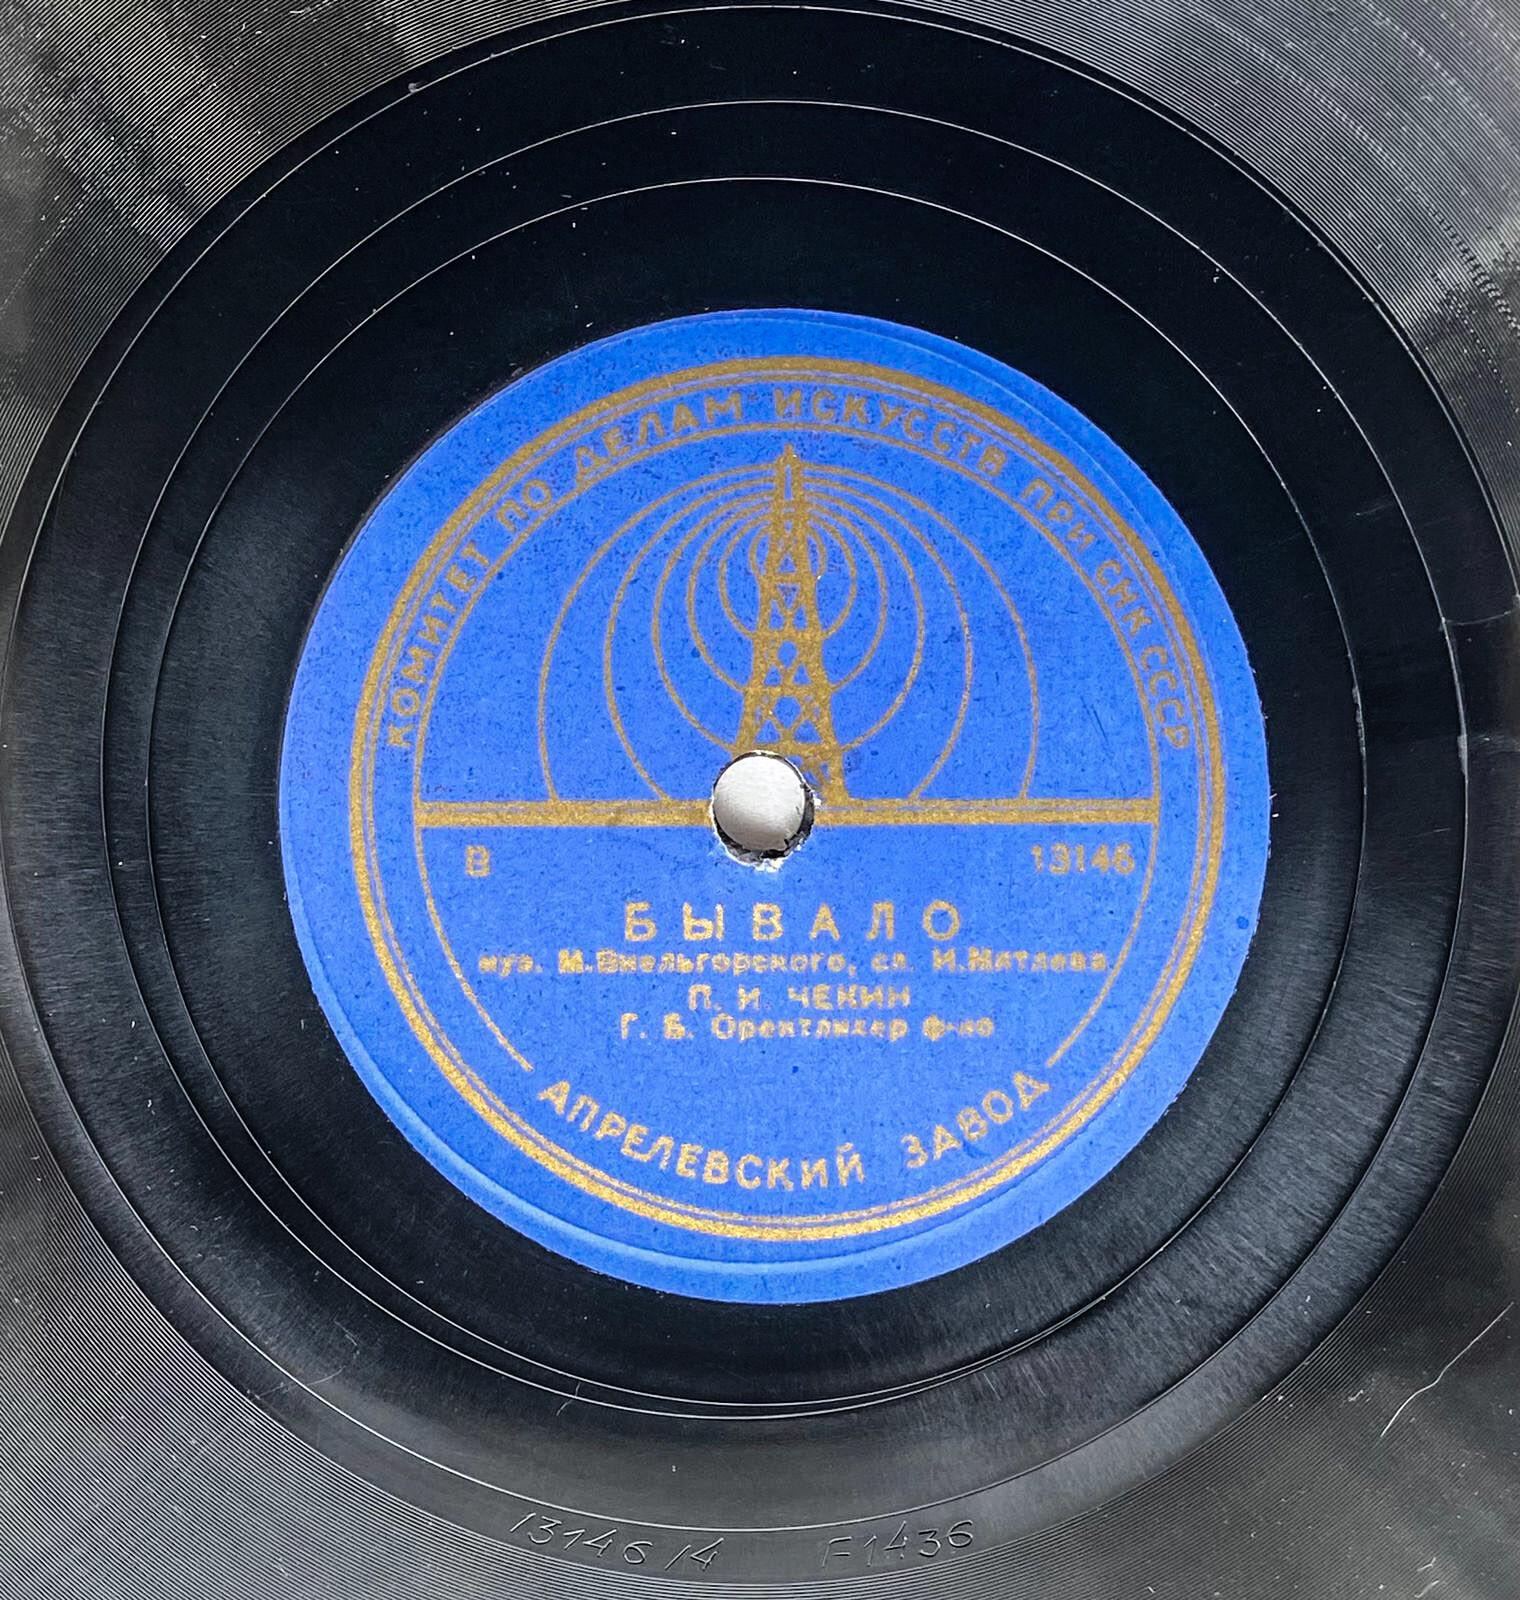 КОМИТЕТ ПО ДЕЛАМ ИСКУССТВ ПРИ СНК СССР
В 13146
БЫВАЛО
муз. М.Виельгорского, сл. И.Мятлева
П. И. ЧЕКИН
Г. Б. Орентлихер ф-но
АПРЕЛЕВСКИЙ ЗАВОД
13146/4 F1436